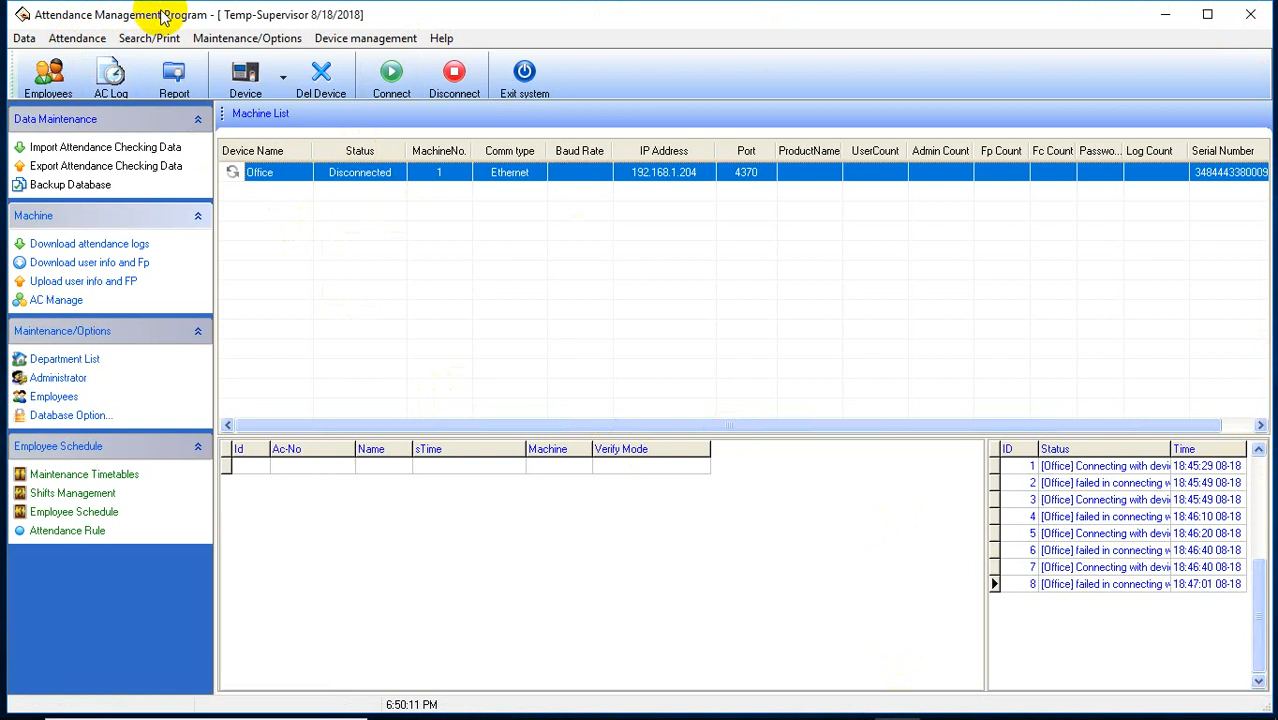 Attendance Management Program - [ Temp-Supervisor 8/18/2018]
Data Attendance Search/Print Maintenance/Options Device management Help
Employees AC Log Report Device Del Device Connect Disconnect Exit system
Data Maintenance
Import Attendance Checking Data
Export Attendance Checking Data
Backup Database
Machine
Download attendance logs
Download user info and Fp
Upload user info and FP
AC Manage
Maintenance/Options
Department List
Administrator
Employees
Database Option...
Employee Schedule
Maintenance Timetables
Shifts Management
Employee Schedule
Attendance Rule
Machine List
Device Name Status MachineNo. Comm type Baud Rate IP Address Port ProductName UserCount Admin Count Fp Count Fc Count Passwo... Log Count Serial Number
Office Disconnected 1 Ethernet 192.168.1.204 4370 3484443380009
Id Ac-No Name sTime Machine Verify Mode
ID Status Time
1 [Office] Connecting with devi 18:45:29 08-18
2 [Office] failed in connecting w 18:45:49 08-18
3 [Office] Connecting with devi 18:45:49 08-18
4 [Office] failed in connecting w 18:46:10 08-18
5 [Office] Connecting with devi 18:46:20 08-18
6 [Office] failed in connecting w 18:46:40 08-18
7 [Office] Connecting with devi 18:46:40 08-18
8 [Office] failed in connecting w 18:47:01 08-18
6:50:11 PM